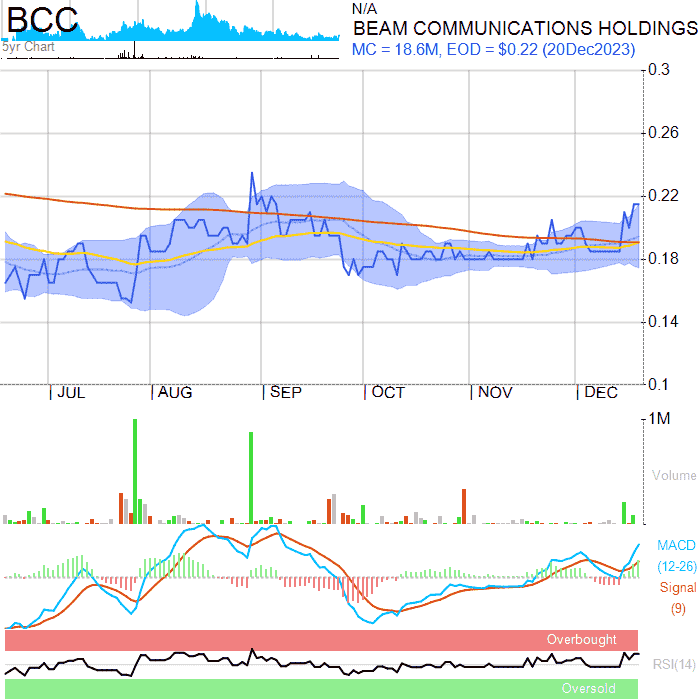 BCC
5yr Chart
N/A
BEAM COMMUNICATIONS HOLDINGS
MC = 18.6M, EOD = $0.22 (20Dec2023)
0.3
0.26
0.22
0.18
0.14
0.1
JUL AUG SEP OCT NOV DEC
1M
Volume
MACD
(12-26)
Signal
(9)
Overbought
RSI(14)
Oversold